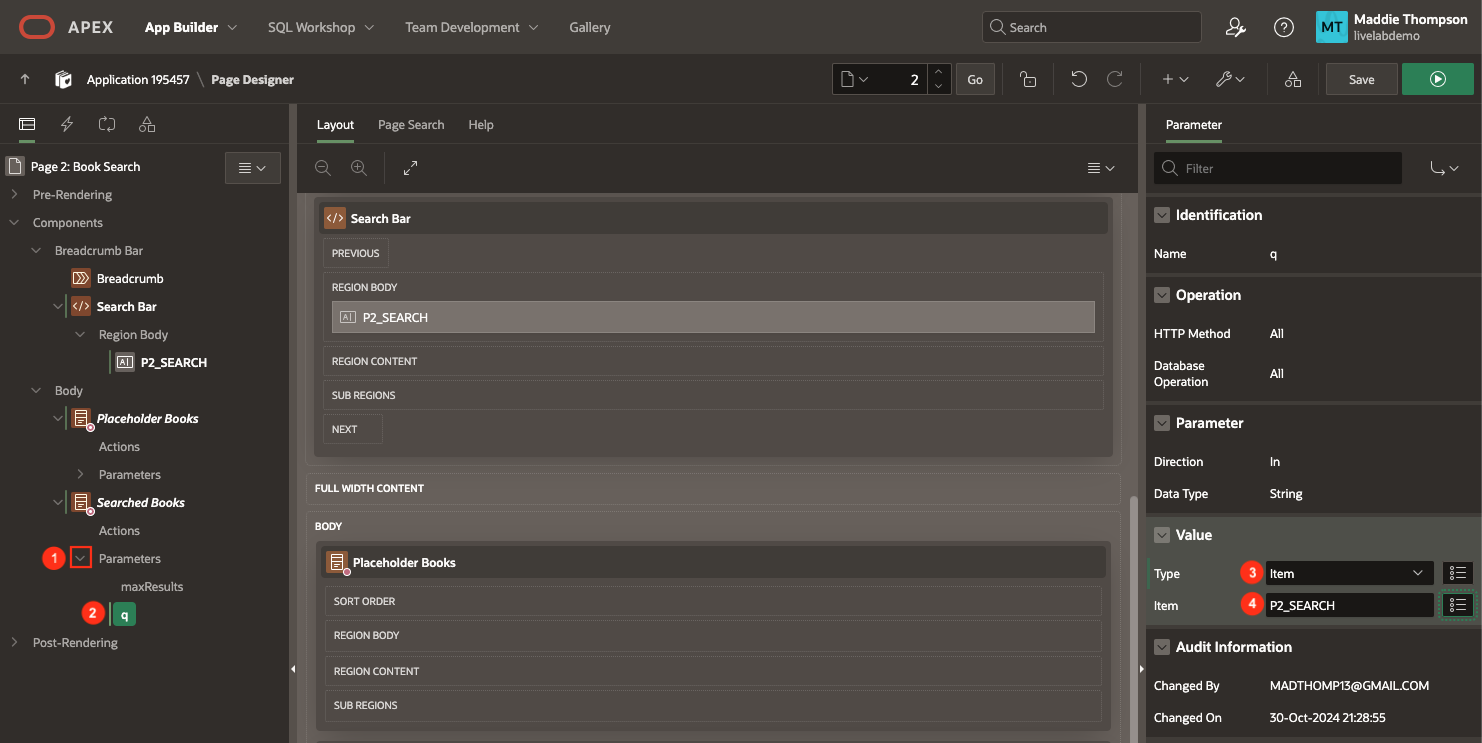 APEX App Builder SQL Workshop Team Development Gallery Search MT Maddie Thompson
livelabdemo
Application 195457 \ Page Designer 2 Go Save
Layout Page Search Help
Parameter
Page 2: Book Search
Filter
Pre-Rendering
Components
Breadcrumb Bar
Breadcrumb
Search Bar
Region Body
P2_SEARCH
Body
Placeholder Books
Actions
Parameters
Searched Books
Actions
1 Parameters
maxResults
2 q
Post-Rendering
Search Bar
PREVIOUS
REGION BODY
P2_SEARCH
REGION CONTENT
SUB REGIONS
NEXT
FULL WIDTH CONTENT
BODY
Placeholder Books
SORT ORDER
REGION BODY
REGION CONTENT
SUB REGIONS
Identification
Name q
Operation
HTTP Method All
Database
Operation All
Parameter
Direction In
Data Type String
Value
Type 3 Item
Item 4 P2_SEARCH
Audit Information
Changed By MADTHOMP13@GMAIL.COM
Changed On 30-Oct-2024 21:28:55